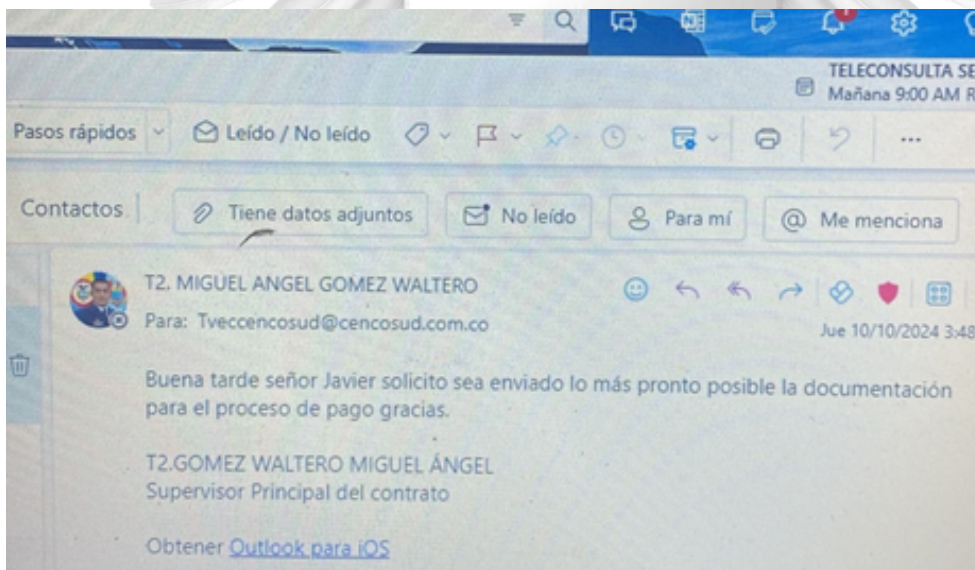 TELECONSULTA SE
Mañana 9:00 AM R
Pasos rápidos
Leído / No leído
...
Contactos
Tiene datos adjuntos
No leído
Para mí
@ Me menciona
T2. MIGUEL ANGEL GOMEZ WALTERO
Para: Tveccencosud@cencosud.com.co
Jue 10/10/2024 3:48
Buena tarde señor Javier solicito sea enviado lo más pronto posible la documentación
para el proceso de pago gracias.
T2.GOMEZ WALTERO MIGUEL ÁNGEL
Supervisor Principal del contrato
Obtener Outlook para iOS